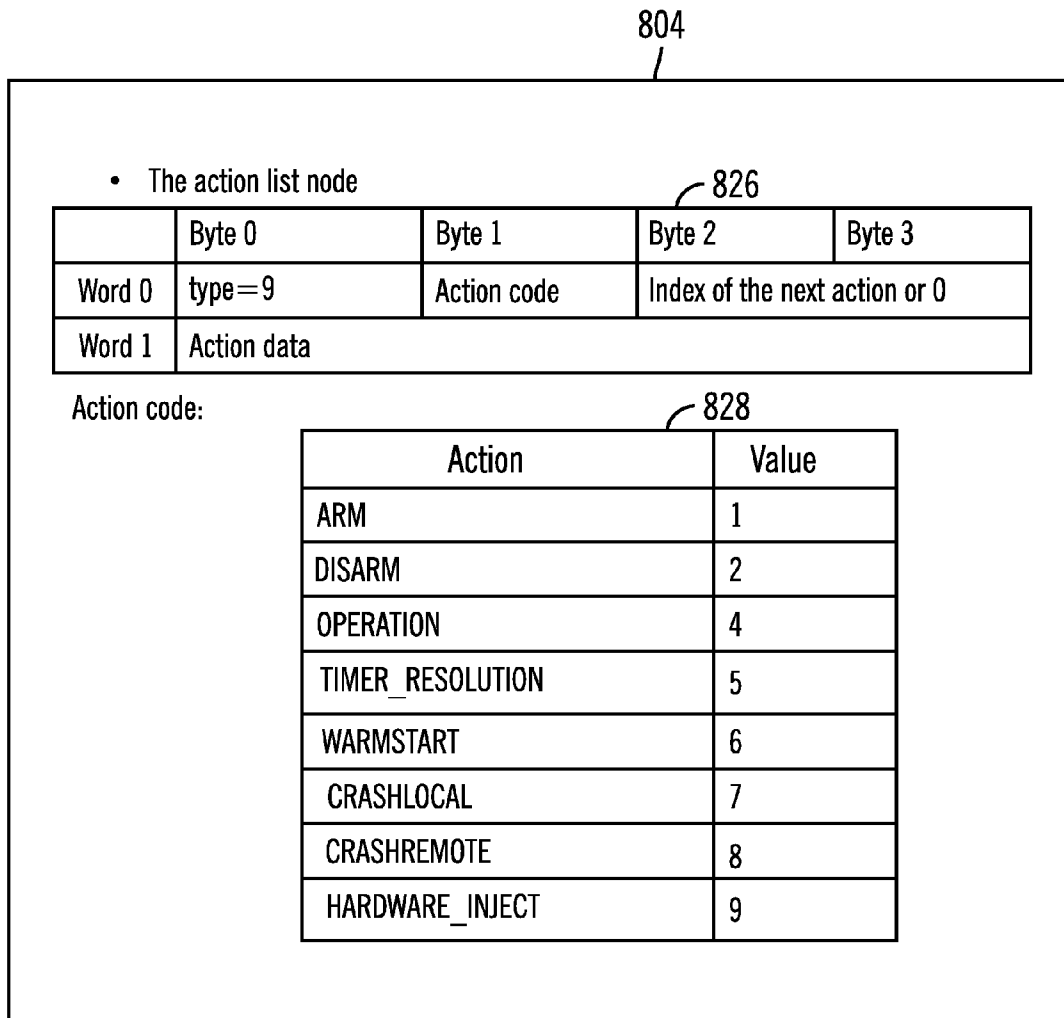 804
• The action list node
826
Byte 0 Byte 1 Byte 2 Byte 3
Word 0 type=9 Action code Index of the next action or 0
Word 1 Action data
Action code:
828
Action Value
ARM 1
DISARM 2
OPERATION 4
TIMER_RESOLUTION 5
WARMSTART 6
CRASHLOCAL 7
CRASHREMOTE 8
HARDWARE_INJECT 9